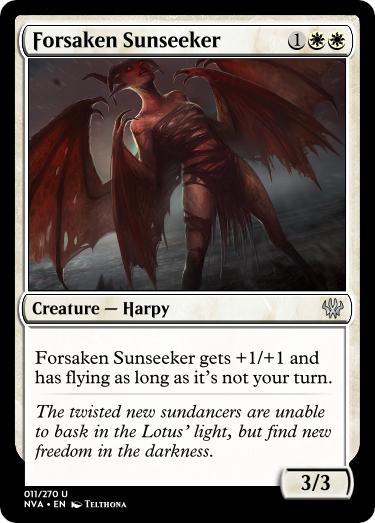 Forsaken Sunseeker 1
Creature — Harpy
Forsaken Sunseeker gets +1/+1 and
has flying as long as it's not your turn.
The twisted new sundancers are unable
to bask in the Lotus' light, but find new
freedom in the darkness.
3/3
011/270 U
NVA • EN Telthona